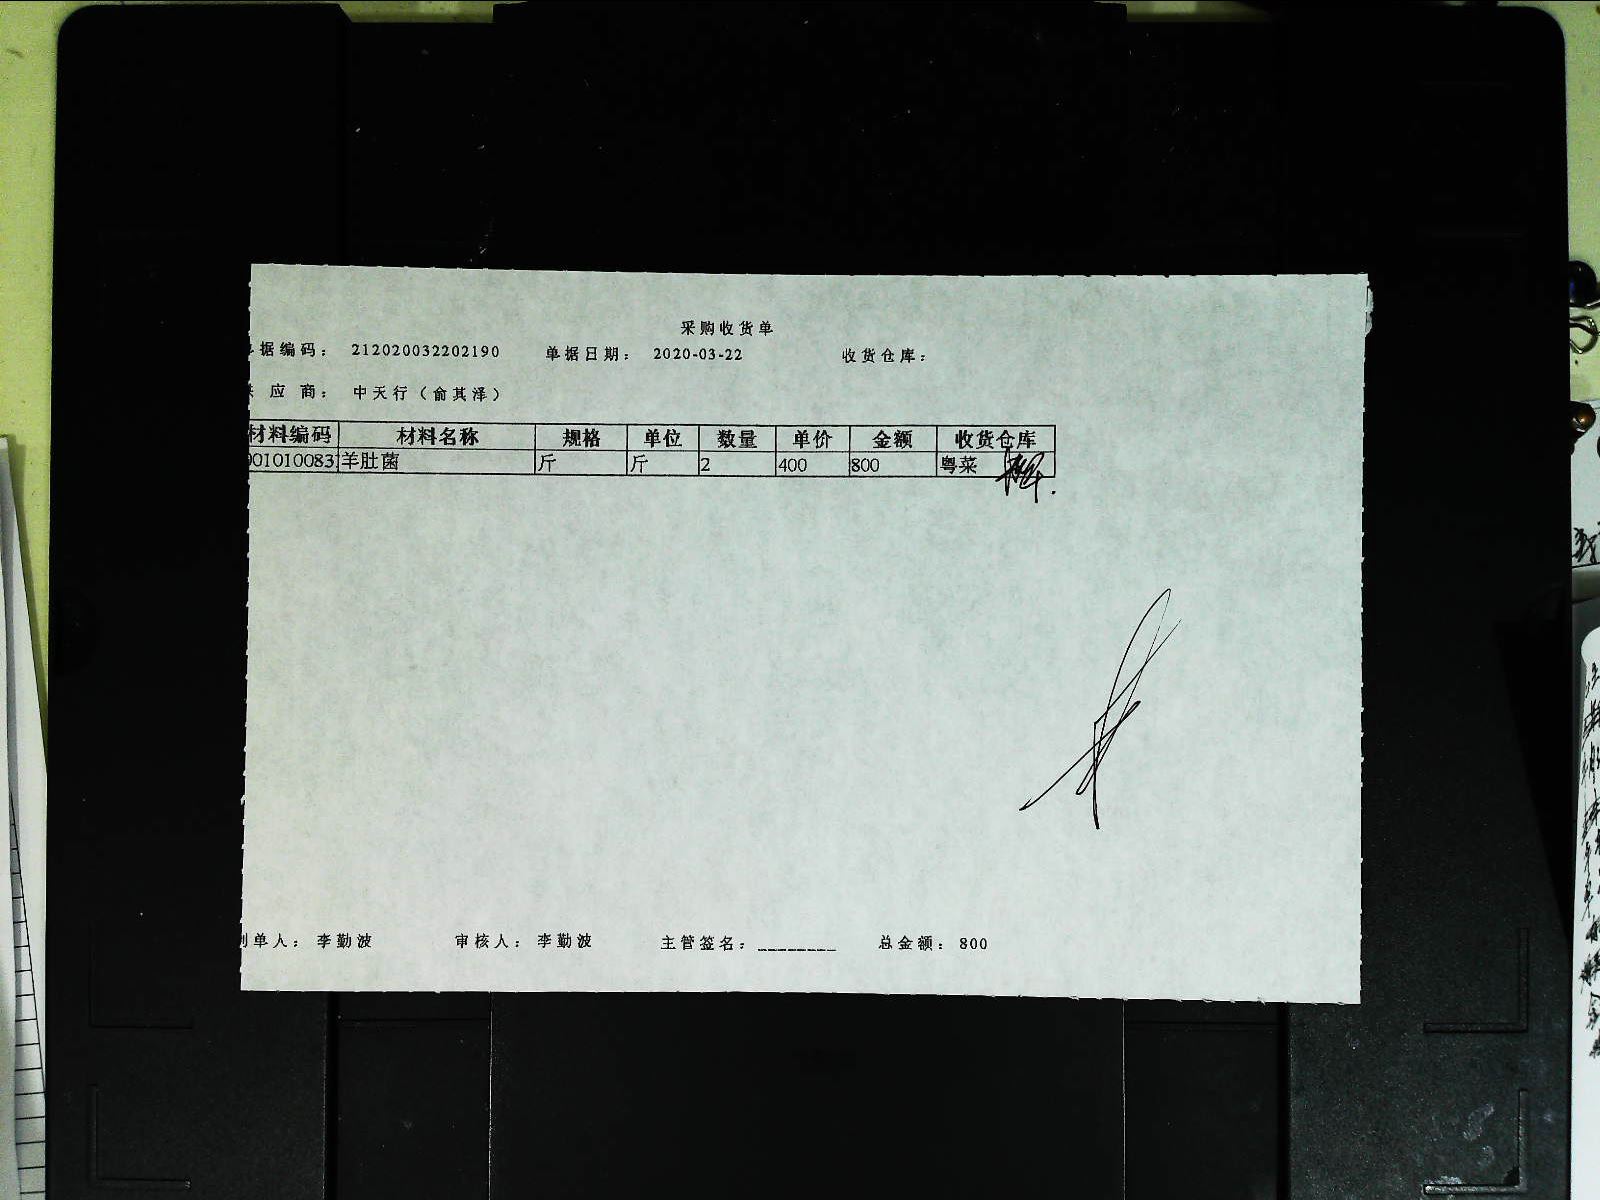 采购收货单
单据编码： 212020032202190 单据日期： 2020-03-22 收货仓库：
供应商： 中天行（俞其泽）
材料编码 材料名称 规格 单位 数量 单价 金额 收货仓库
001010083 羊肚菌 斤 斤 2 400 800 粤菜
制单人： 李勤波 审核人： 李勤波 主管签名：________ 总金额：800